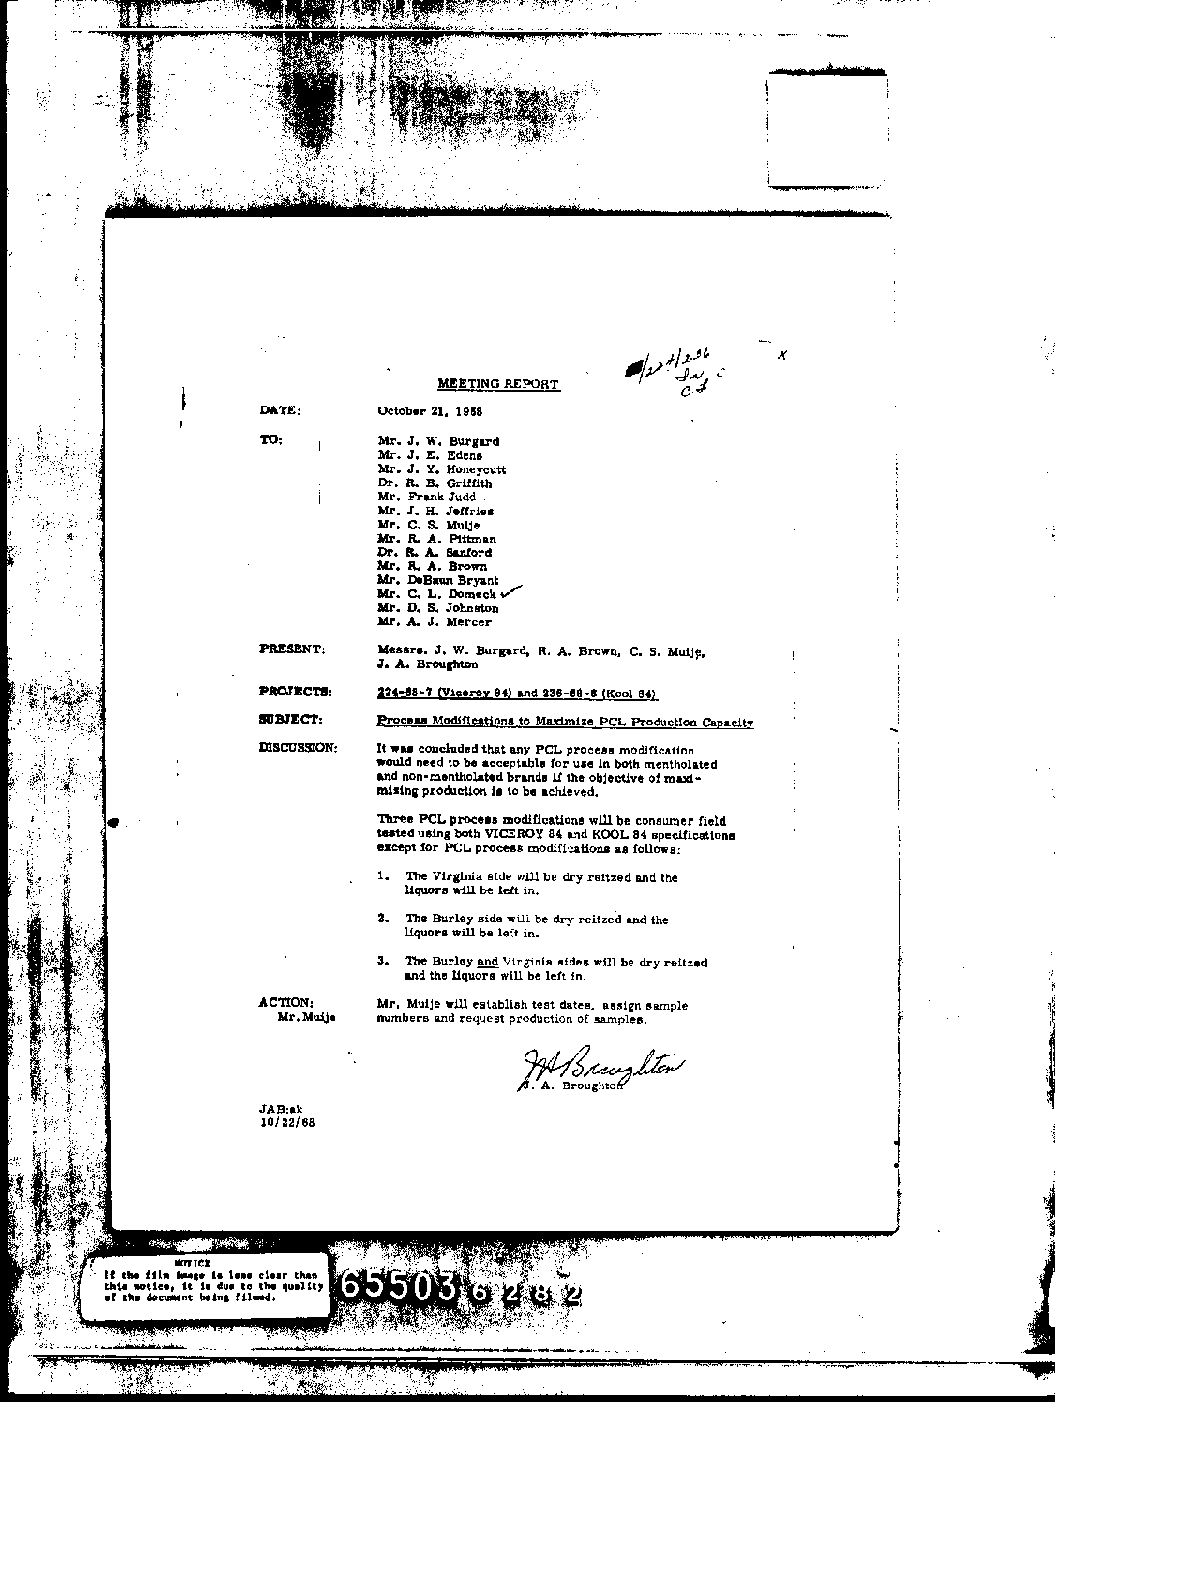 MEETING REPORT
DATE: October 21, 1968
TO: Mr. J. W. Burgard
Mr. J. E. Edens
Mr. J. Y. Honeycutt
Dr. R. B. Griffith
Mr. Frank Judd
Mr. J. H. Jeffries
Mr. C. S. Muije
Mr. R. A. Pittman
Dr. R. A. Sanford
Mr. R. A. Brown
Mr. DeBaun Bryant
Mr. C. L. Domeck
Mr. D. S. Johnston
Mr. A. J. Mercer
PRESENT: Messrs. J. W. Burgard, R. A. Brown, C. S. Muije,
J. A. Broughton
PROJECTS: 224-68-7 (Viceroy 84) and 236-68-6 (Kool 84)
SUBJECT: Process Modifications to Maximize PCL Production Capacity
DISCUSSION: It was concluded that any PCL process modification
would need to be acceptable for use in both mentholated
and non-mentholated brands if the objective of maxi-
mizing production is to be achieved.
Three PCL process modifications will be consumer field
tested using both VICEROY 84 and KOOL 84 specifications
except for PCL process modifications as follows:
1. The Virginia side will be dry reitzed and the
liquors will be left in.
2. The Burley side will be dry reitzed and the
liquors will be left in.
3. The Burley and Virginia sides will be dry reitzed
and the liquors will be left in.
ACTION: Mr. Muije will establish test dates, assign sample
Mr. Muije numbers and request production of samples.
JA Broughton
J. A. Broughton
JAB:sk
10/22/68
NOTICE
If the film image is less clear than
this notice, it is due to the quality
of the document being filmed.
65503 6282